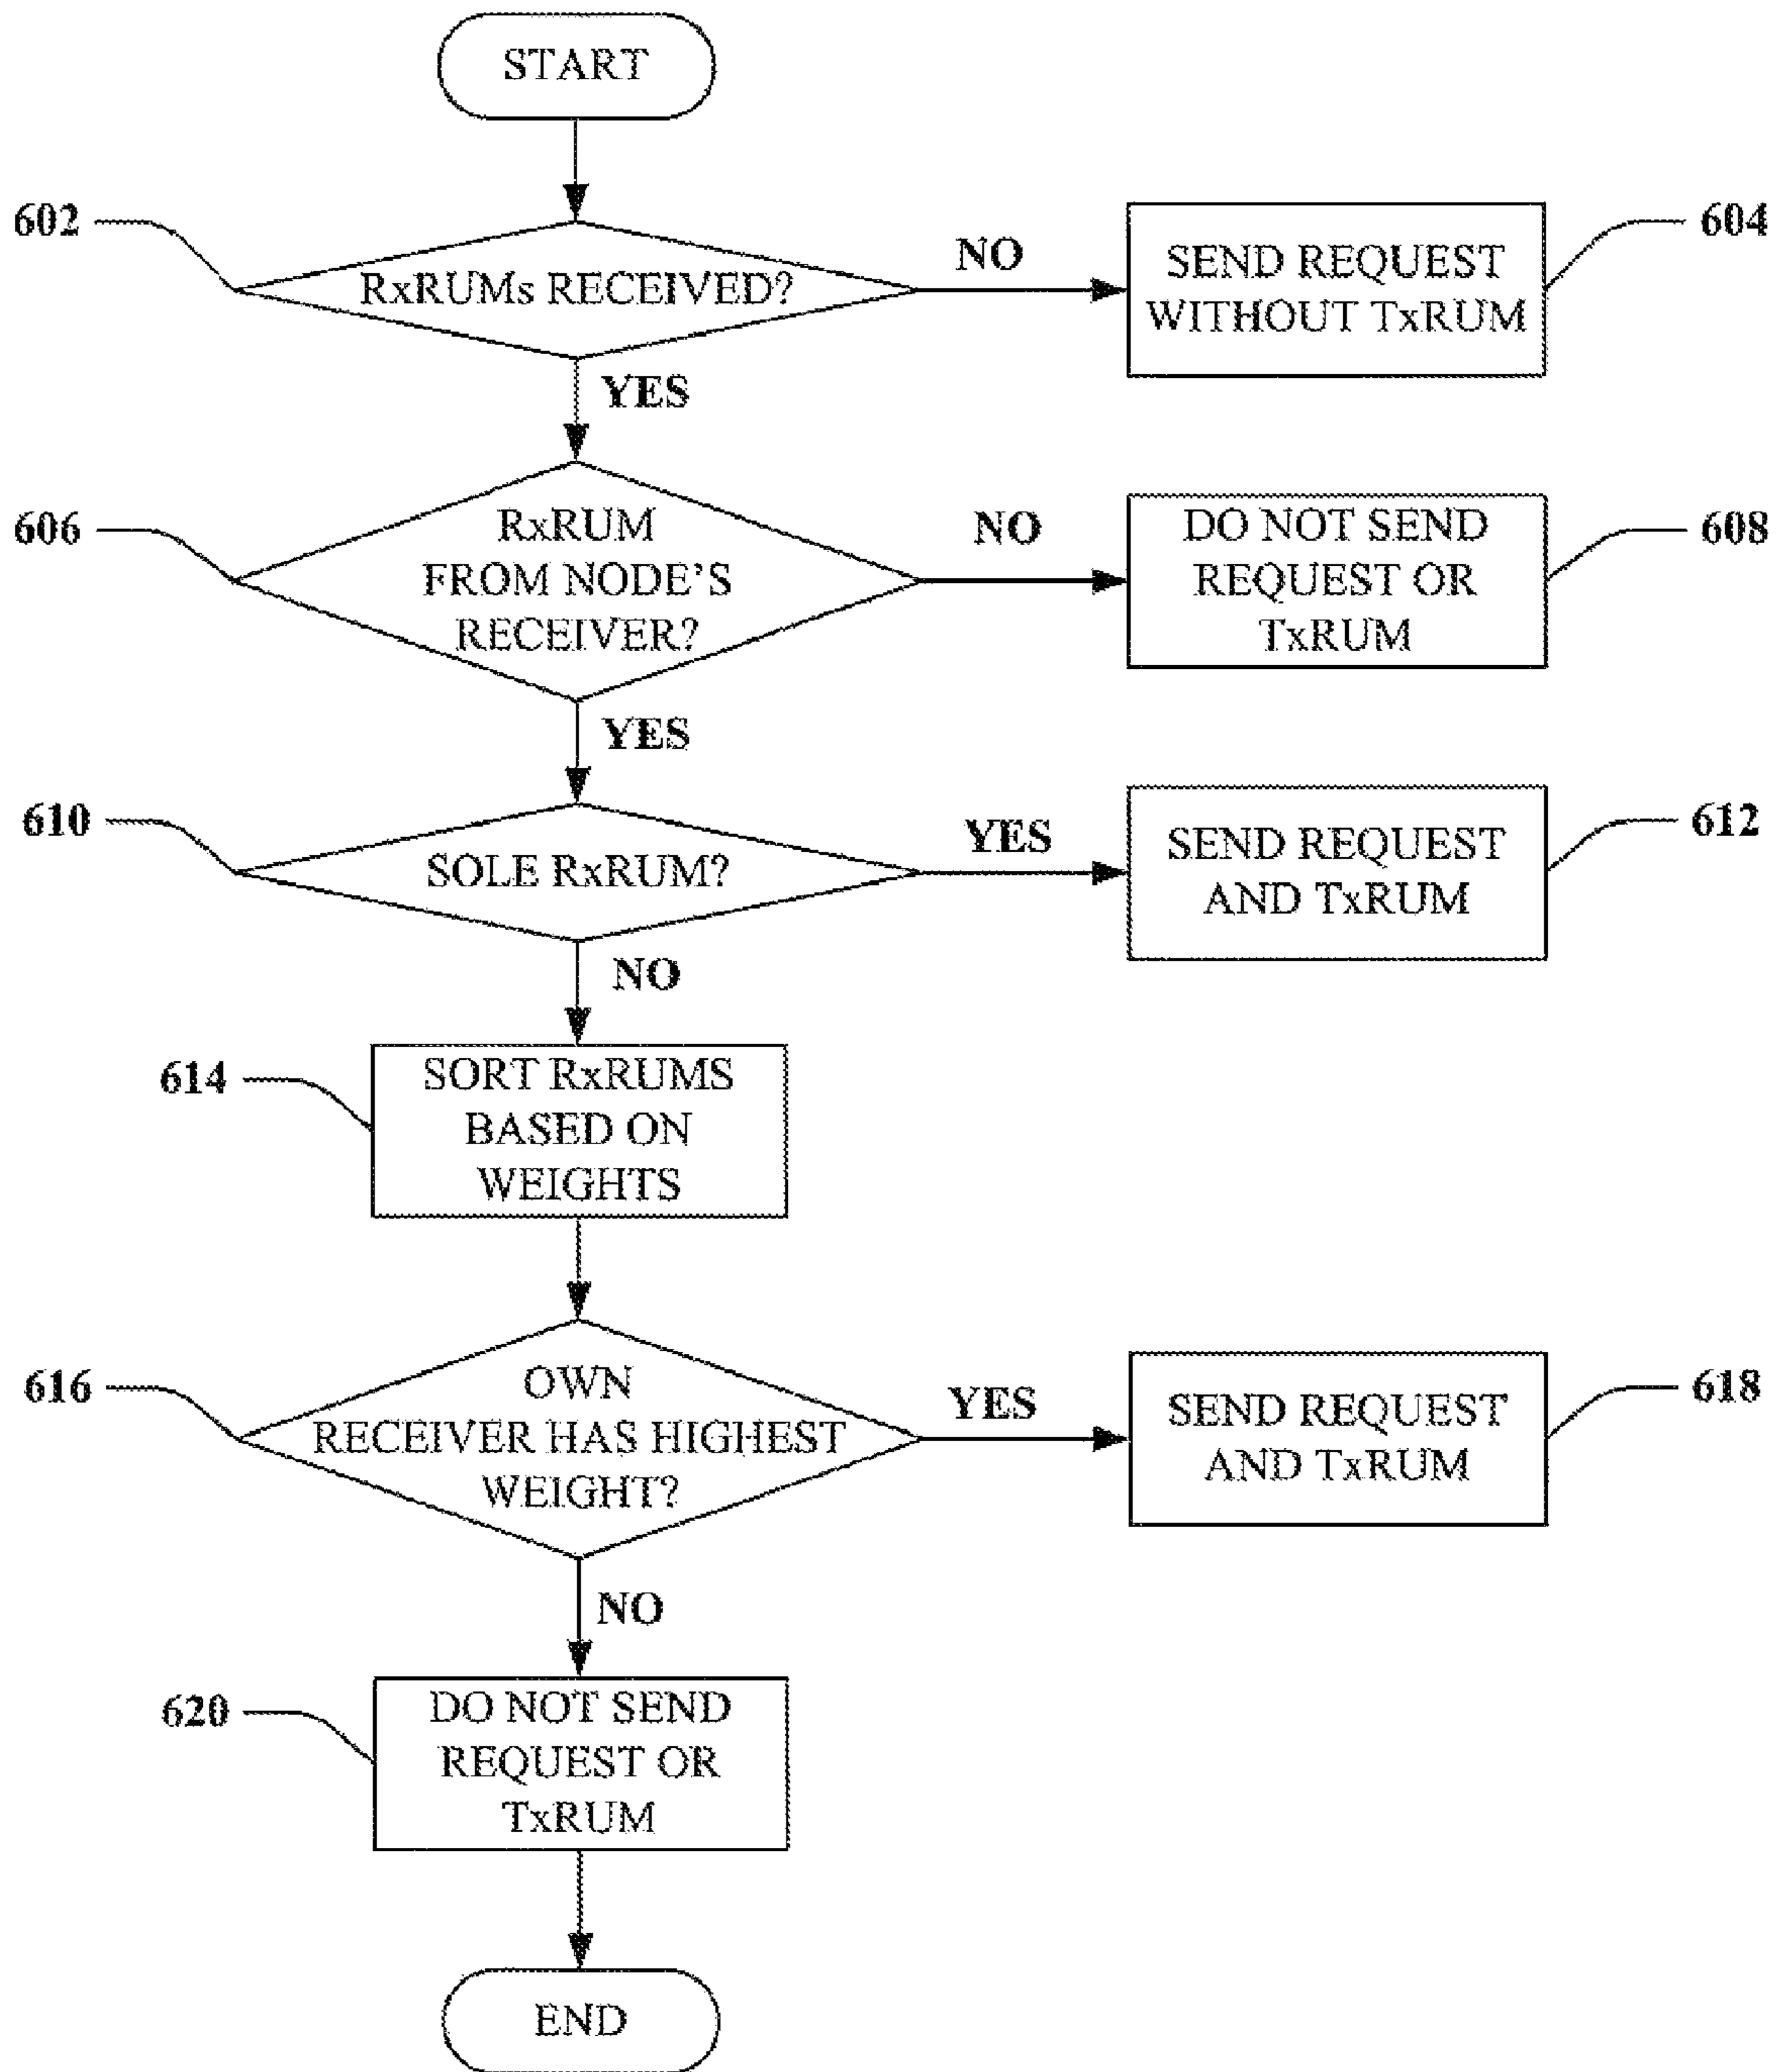 START
602
RxRUMs RECEIVED?
NO
SEND REQUEST
WITHOUT TxRUM
604
YES
606
RxRUM
FROM NODE'S
RECEIVER?
NO
DO NOT SEND
REQUEST OR
TxRUM
608
YES
610
SOLE RxRUM?
YES
SEND REQUEST
AND TxRUM
612
NO
614
SORT RxRUMS
BASED ON
WEIGHTS
616
OWN
RECEIVER HAS HIGHEST
WEIGHT?
YES
SEND REQUEST
AND TxRUM
618
NO
620
DO NOT SEND
REQUEST OR
TxRUM
END